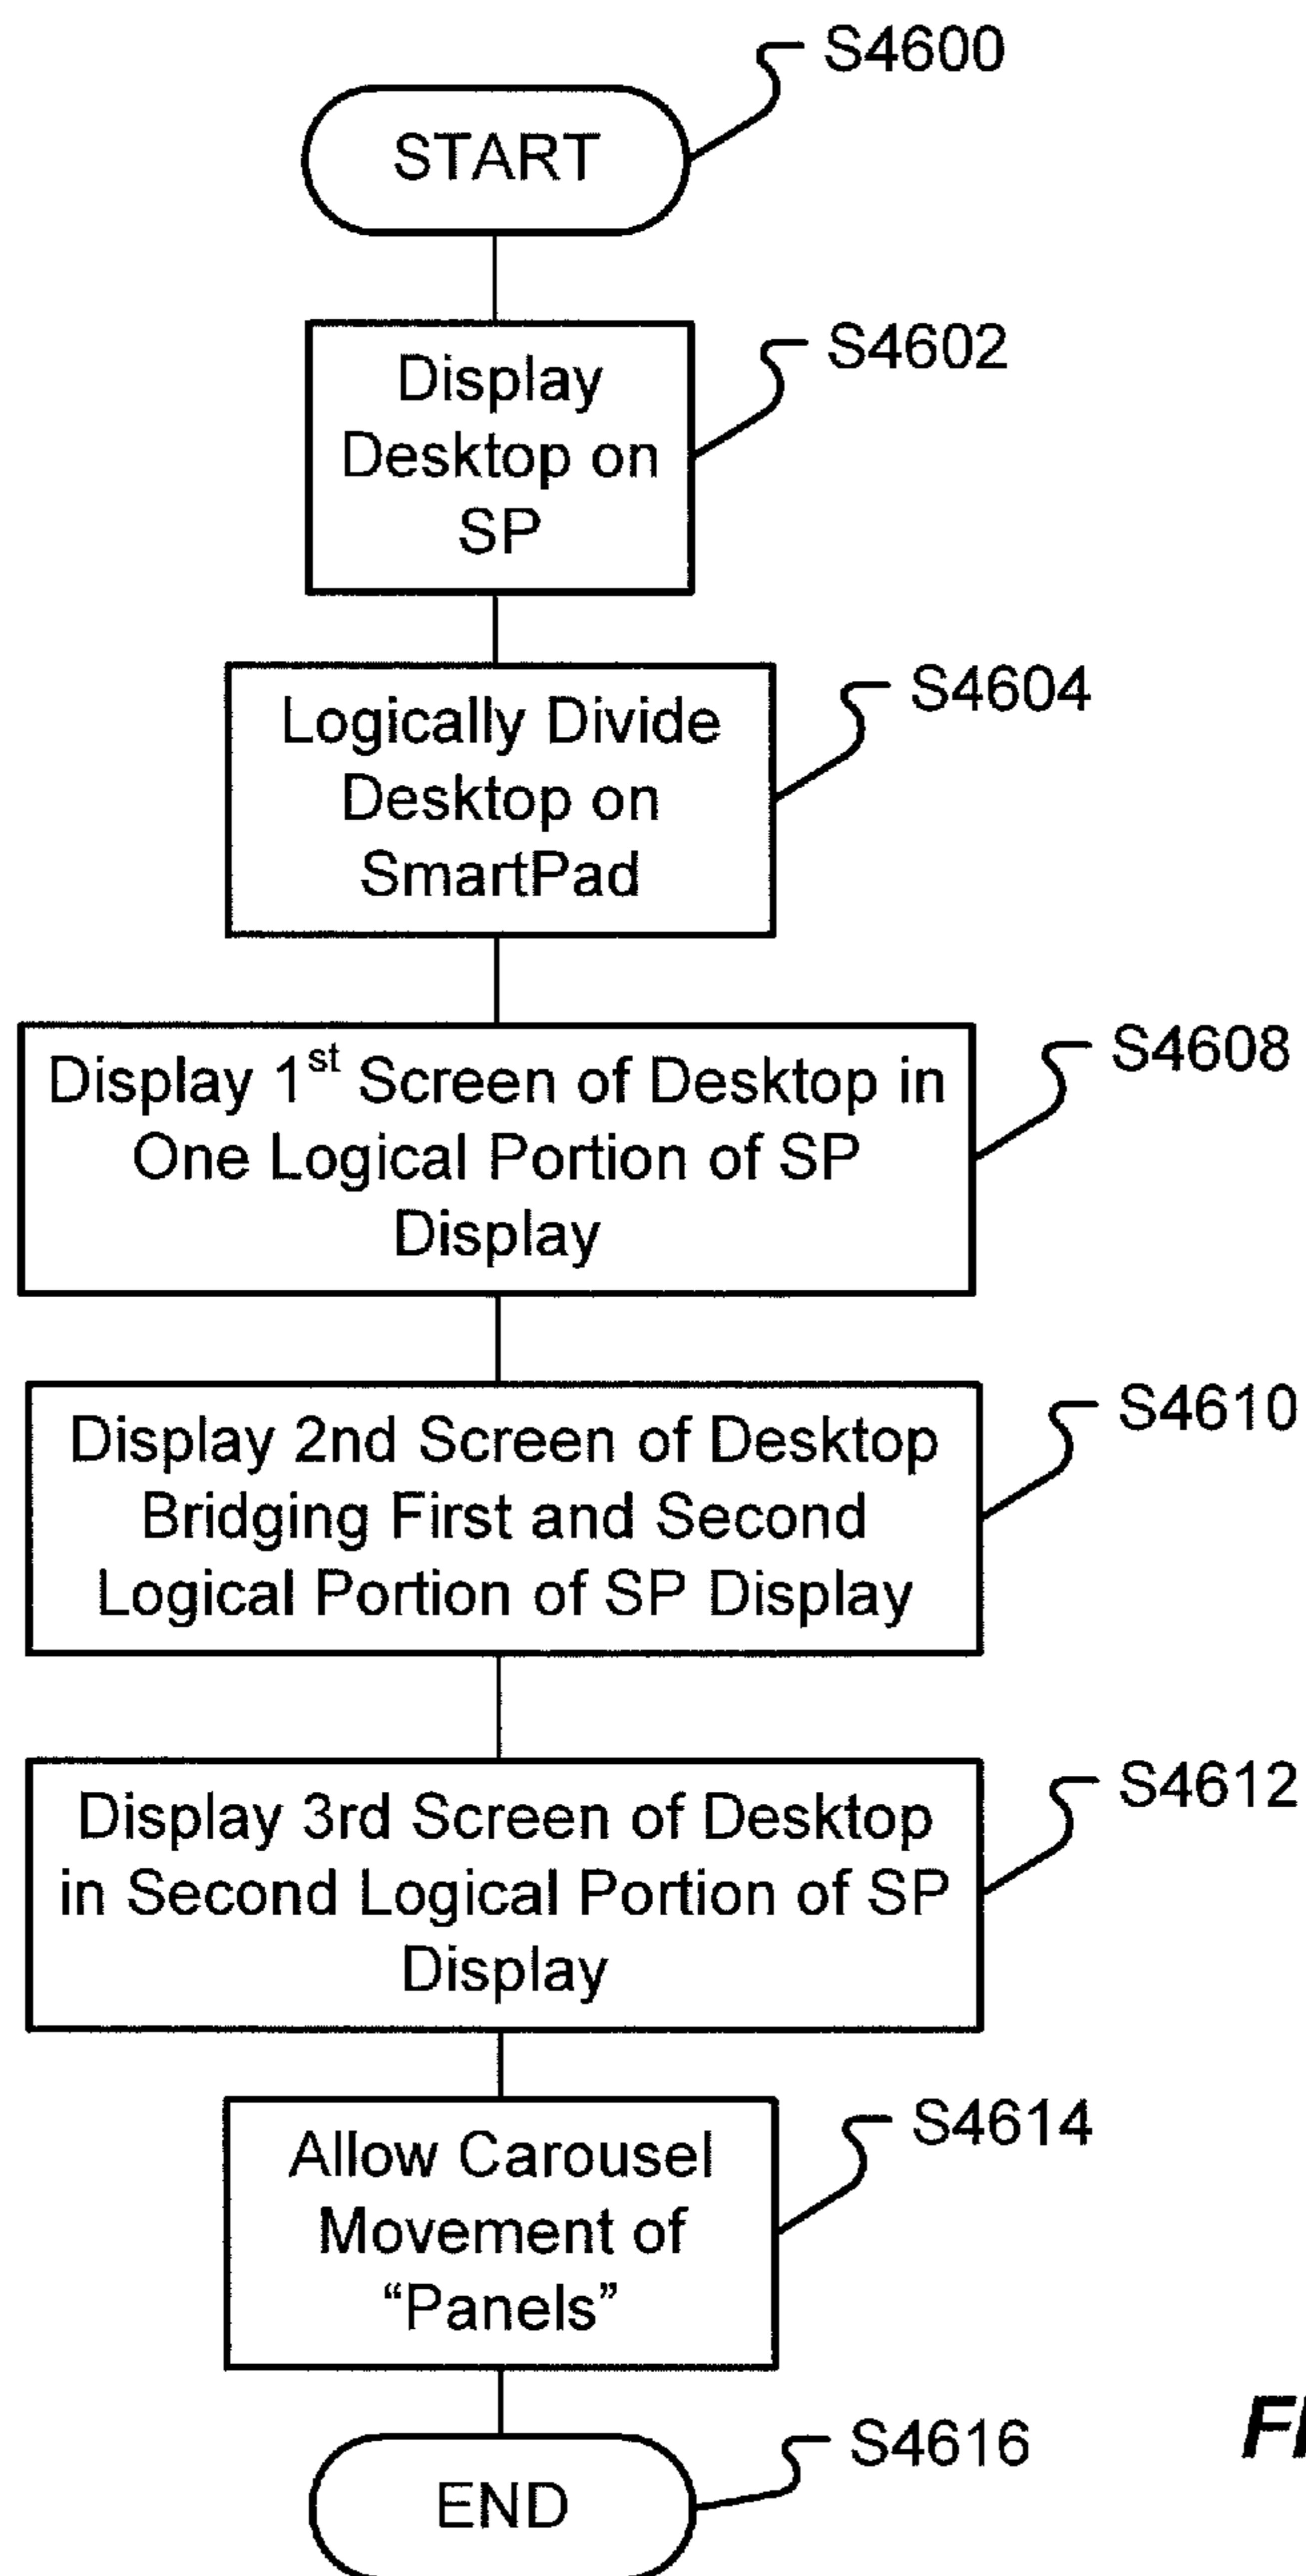 S4600
START
S4602
Display
Desktop on
SP
S4604
Logically Divide
Desktop on
SmartPad
S4608
Display 1st Screen of Desktop in
One Logical Portion of SP
Display
S4610
Display 2nd Screen of Desktop
Bridging First and Second
Logical Portion of SP Display
S4612
Display 3rd Screen of Desktop
in Second Logical Portion of SP
Display
S4614
Allow Carousel
Movement of
“Panels”
S4616
END